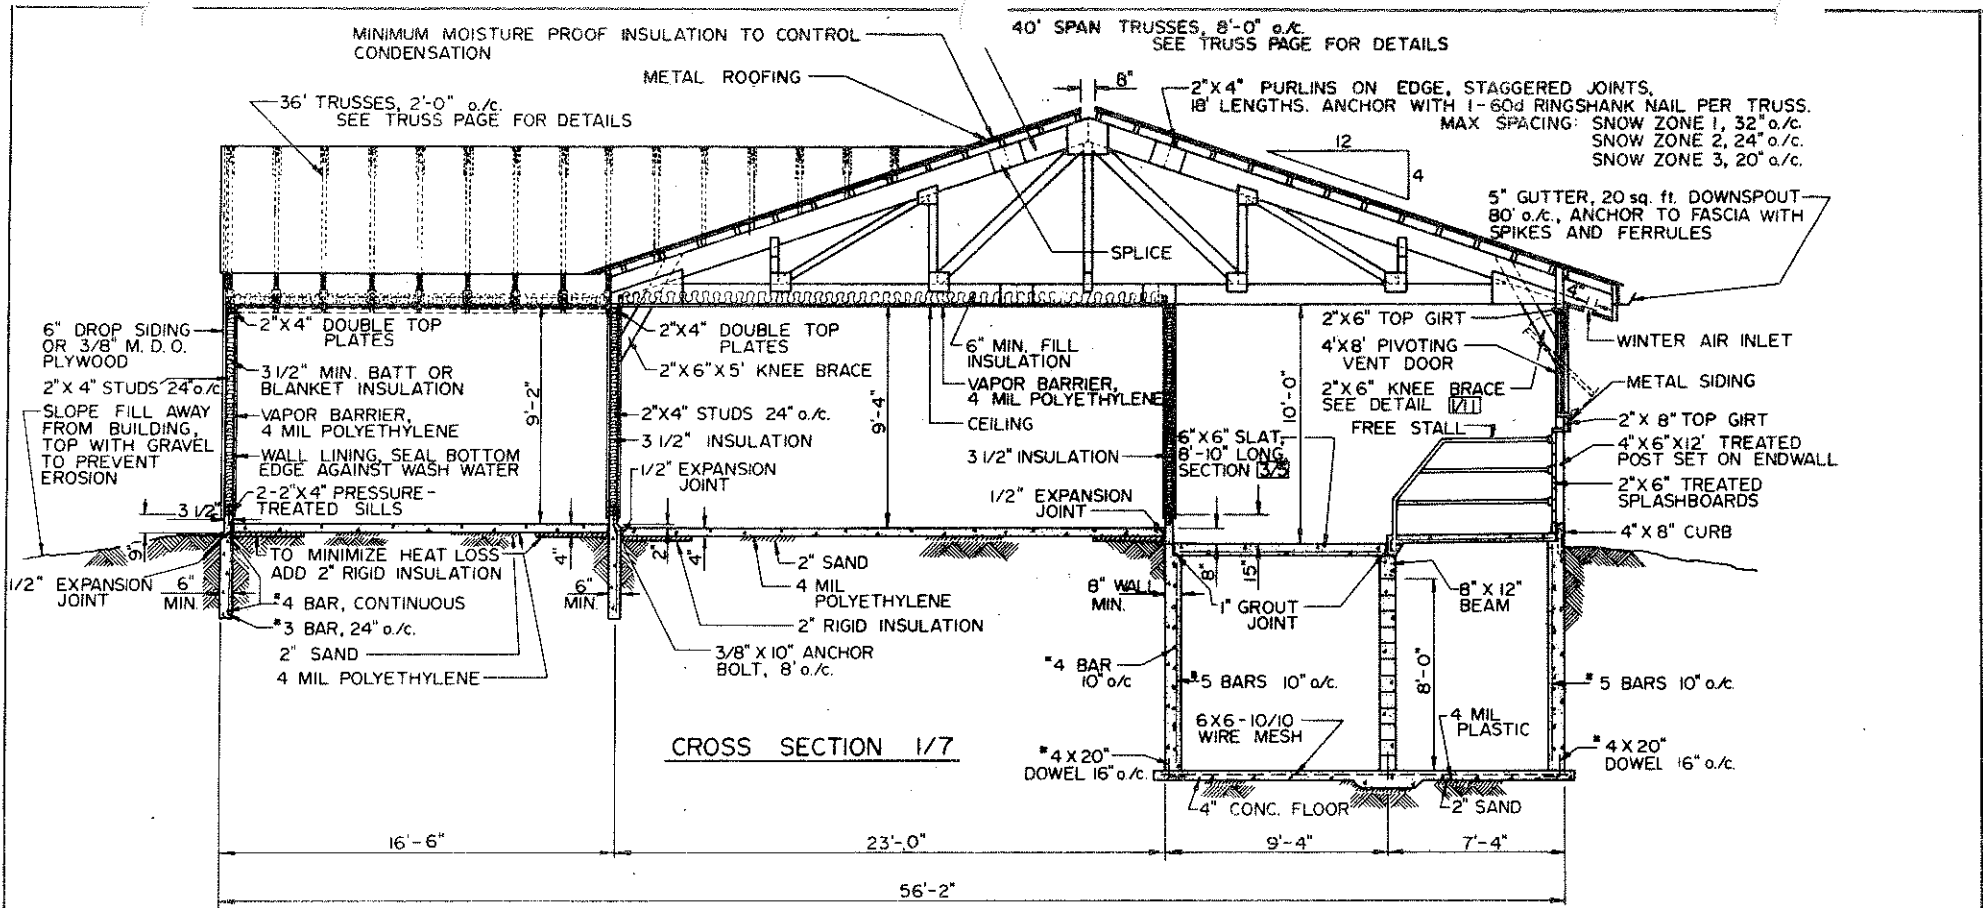 MINIMUM MOISTURE PROOF INSULATION TO CONTROL
CONDENSATION
METAL ROOFING
36' TRUSSES, 2'-0" o/c.
SEE TRUSS PAGE FOR DETAILS
40' SPAN TRUSSES, 8'-0" o/c.
SEE TRUSS PAGE FOR DETAILS
8"
2"X4" PURLINS ON EDGE, STAGGERED JOINTS,
18' LENGTHS. ANCHOR WITH 1-60d RINGSHANK NAIL PER TRUSS.
MAX SPACING: SNOW ZONE 1, 32" o/c.
SNOW ZONE 2, 24" o/c.
SNOW ZONE 3, 20" o/c.
12
4
5" GUTTER, 20 sq. ft. DOWNSPOUT
80' o/c., ANCHOR TO FASCIA WITH
SPIKES AND FERRULES
SPLICE
4"
WINTER AIR INLET
6" DROP SIDING
OR 3/8" M. D. O.
PLYWOOD
2" X 4" STUDS 24" o/c
SLOPE FILL AWAY
FROM BUILDING,
TOP WITH GRAVEL
TO PREVENT
EROSION
3 1/2"
9"
1/2" EXPANSION
JOINT
6"
MIN.
2"X4" DOUBLE TOP
PLATES
3 1/2" MIN. BATT OR
BLANKET INSULATION
VAPOR BARRIER,
4 MIL POLYETHYLENE
WALL LINING, SEAL BOTTOM
EDGE AGAINST WASH WATER
2-2"X4" PRESSURE-
TREATED SILLS
9'-2"
TO MINIMIZE HEAT LOSS
ADD 2" RIGID INSULATION
4"
#4 BAR, CONTINUOUS
#3 BAR, 24" o/c.
2" SAND
4 MIL POLYETHYLENE
6"
MIN.
2"X4" DOUBLE TOP
PLATES
2"X6"X5' KNEE BRACE
2"X4" STUDS 24" o/c.
3 1/2" INSULATION
1/2" EXPANSION
JOINT
9'-4"
6" MIN. FILL
INSULATION
VAPOR BARRIER,
4 MIL POLYETHYLENE
CEILING
3 1/2" INSULATION
1/2" EXPANSION
JOINT
2"
4"
2" SAND
4 MIL
POLYETHYLENE
2" RIGID INSULATION
3/8" X 10" ANCHOR
BOLT, 8' o/c.
10'-0"
6"X6" SLAT,
8'-10" LONG
SECTION 3/5
2"X6" TOP GIRT
4'X8' PIVOTING
VENT DOOR
2"X6" KNEE BRACE
SEE DETAIL 1/11
FREE STALL
METAL SIDING
2" X 8" TOP GIRT
4"X6"X12' TREATED
POST SET ON ENDWALL
2"X6" TREATED
SPLASHBOARDS
4" X 8" CURB
8"
15"
8" WALL
MIN.
1" GROUT
JOINT
8" X 12"
BEAM
#4 BAR
10" o/c
#5 BARS 10" o/c.
8'-0"
#5 BARS 10" o/c.
6X6-10/10
WIRE MESH
4 MIL
PLASTIC
#4 X 20"
DOWEL 16" o/c.
#4 X 20"
DOWEL 16" o/c.
4" CONC. FLOOR
2" SAND
CROSS SECTION 1/7
16'-6"
23'-0"
9'-4"
7'-4"
56'-2"